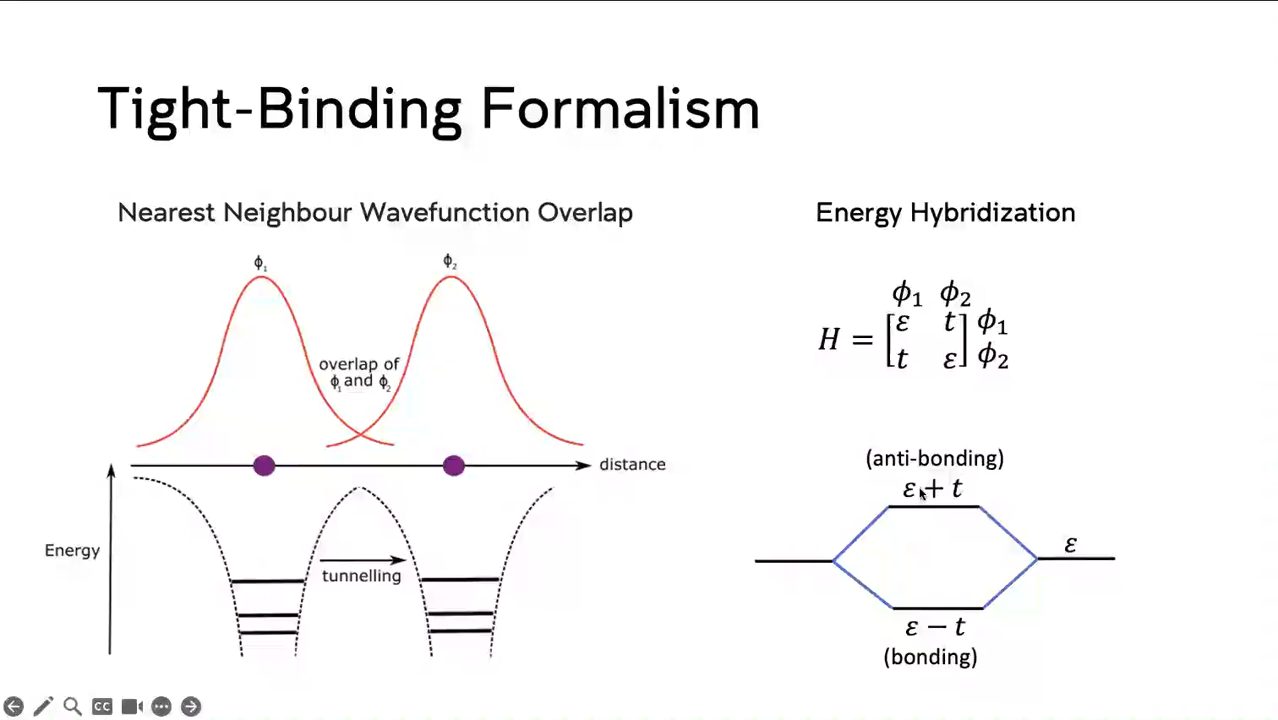 Tight-Binding Formalism
Nearest Neighbour Wavefunction Overlap
ϕ₁
ϕ₂
overlap of
ϕ₁ and ϕ₂
distance
Energy
tunnelling
Energy Hybridization
ϕ₁ ϕ₂
H = [ε t] ϕ₁
[t ε] ϕ₂
(anti-bonding)
ε + t
ε
ε − t
(bonding)
CC